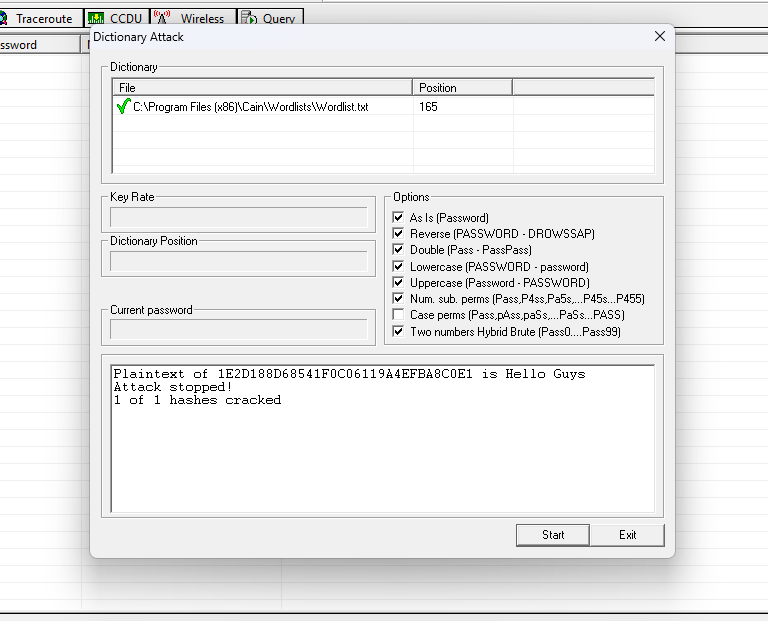 Traceroute CCDU Wireless Query
ssword
Dictionary Attack
Dictionary
File Position
C:\Program Files (x86)\Cain\Wordlists\Wordlist.txt 165
Key Rate
Dictionary Position
Current password
Options
As Is (Password)
Reverse (PASSWORD - DROWSSAP)
Double (Pass - PassPass)
Lowercase (PASSWORD - password)
Uppercase (Password - PASSWORD)
Num. sub. perms (Pass,P4ss,Pa5s,...P45s...P455)
Case perms (Pass,pAss,paSs,...PaSs...PASS)
Two numbers Hybrid Brute (Pass0....Pass99)
Plaintext of 1E2D188D68541F0C06119A4EFBA8C0E1 is Hello Guys
Attack stopped!
1 of 1 hashes cracked
Start Exit